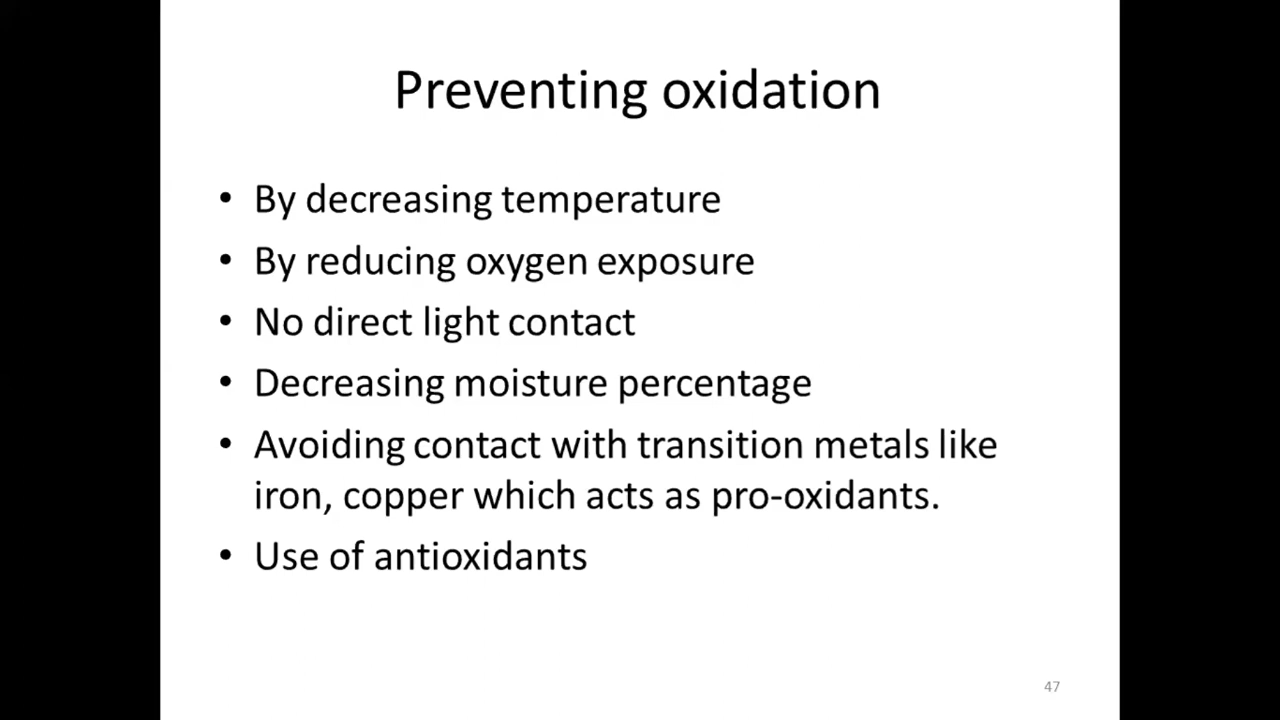 Preventing oxidation
• By decreasing temperature
• By reducing oxygen exposure
• No direct light contact
• Decreasing moisture percentage
• Avoiding contact with transition metals like
iron, copper which acts as pro-oxidants.
• Use of antioxidants
47